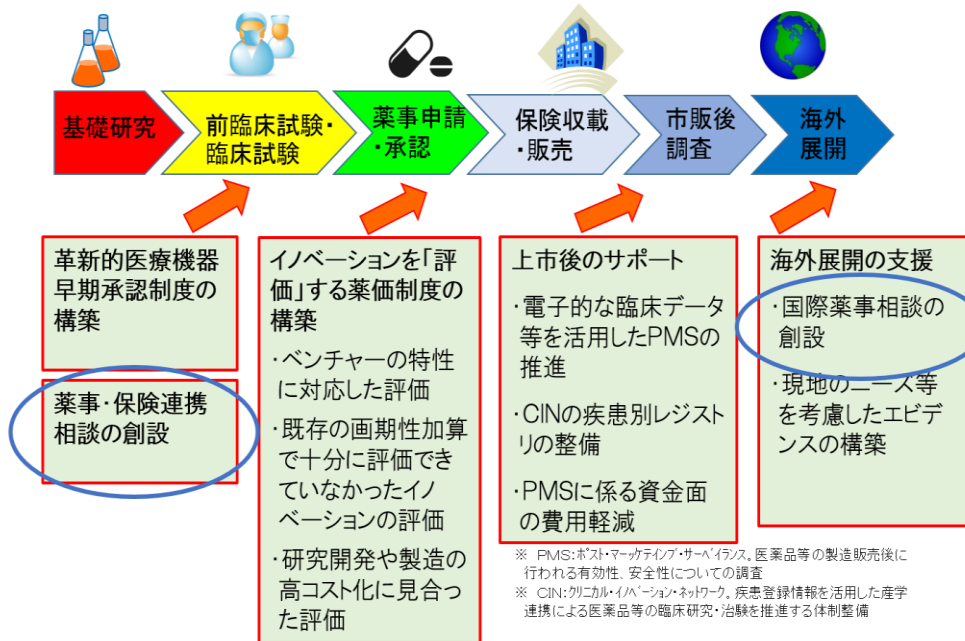 基礎研究
前臨床試験・
臨床試験
薬事申請
・承認
保険収載
・販売
市販後
調査
海外
展開
革新的医療機器
早期承認制度の
構築
薬事・保険連携
相談の創設
イノベーションを「評
価」する薬価制度の
構築
・ベンチャーの特性
に対応した評価
・既存の画期性加算
で十分に評価でき
ていなかったイノ
ベーションの評価
・研究開発や製造の
高コスト化に見合っ
た評価
上市後のサポート
・電子的な臨床データ
等を活用したPMSの
推進
・CINの疾患別レジスト
リの整備
・PMSに係る資金面
の費用軽減
海外展開の支援
・国際薬事相談の
創設
・現地のニーズ等
を考慮したエビデ
ンスの構築
※ PMS:ポスト・マーッケテインブ・サーベイランス。医薬品等の製造販売後に
行われる有効性、安全性についての調査
※ CIN:クリニカル・イノベーション・ネットワーク。疾患登録情報を活用した産学
連携による医薬品等の臨床研究・治験を推進する体制整備